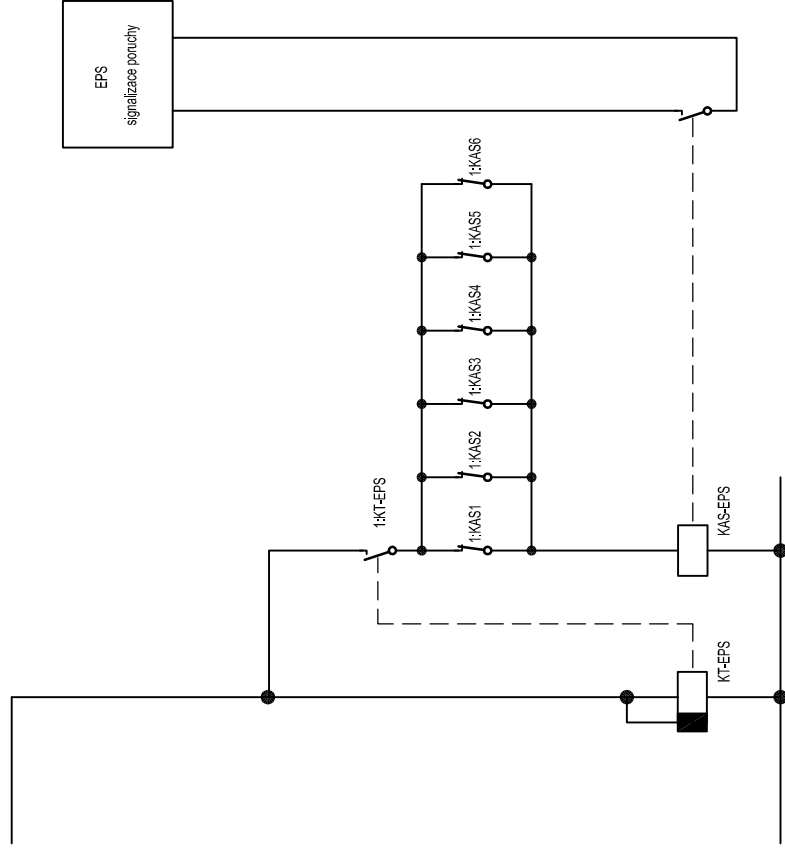 EPS
signalizace poruchy
1:KAS6
1:KAS5
1:KAS4
1:KAS3
1:KAS2
1:KAS1
1:KT-EPS
KAS-EPS
KT-EPS